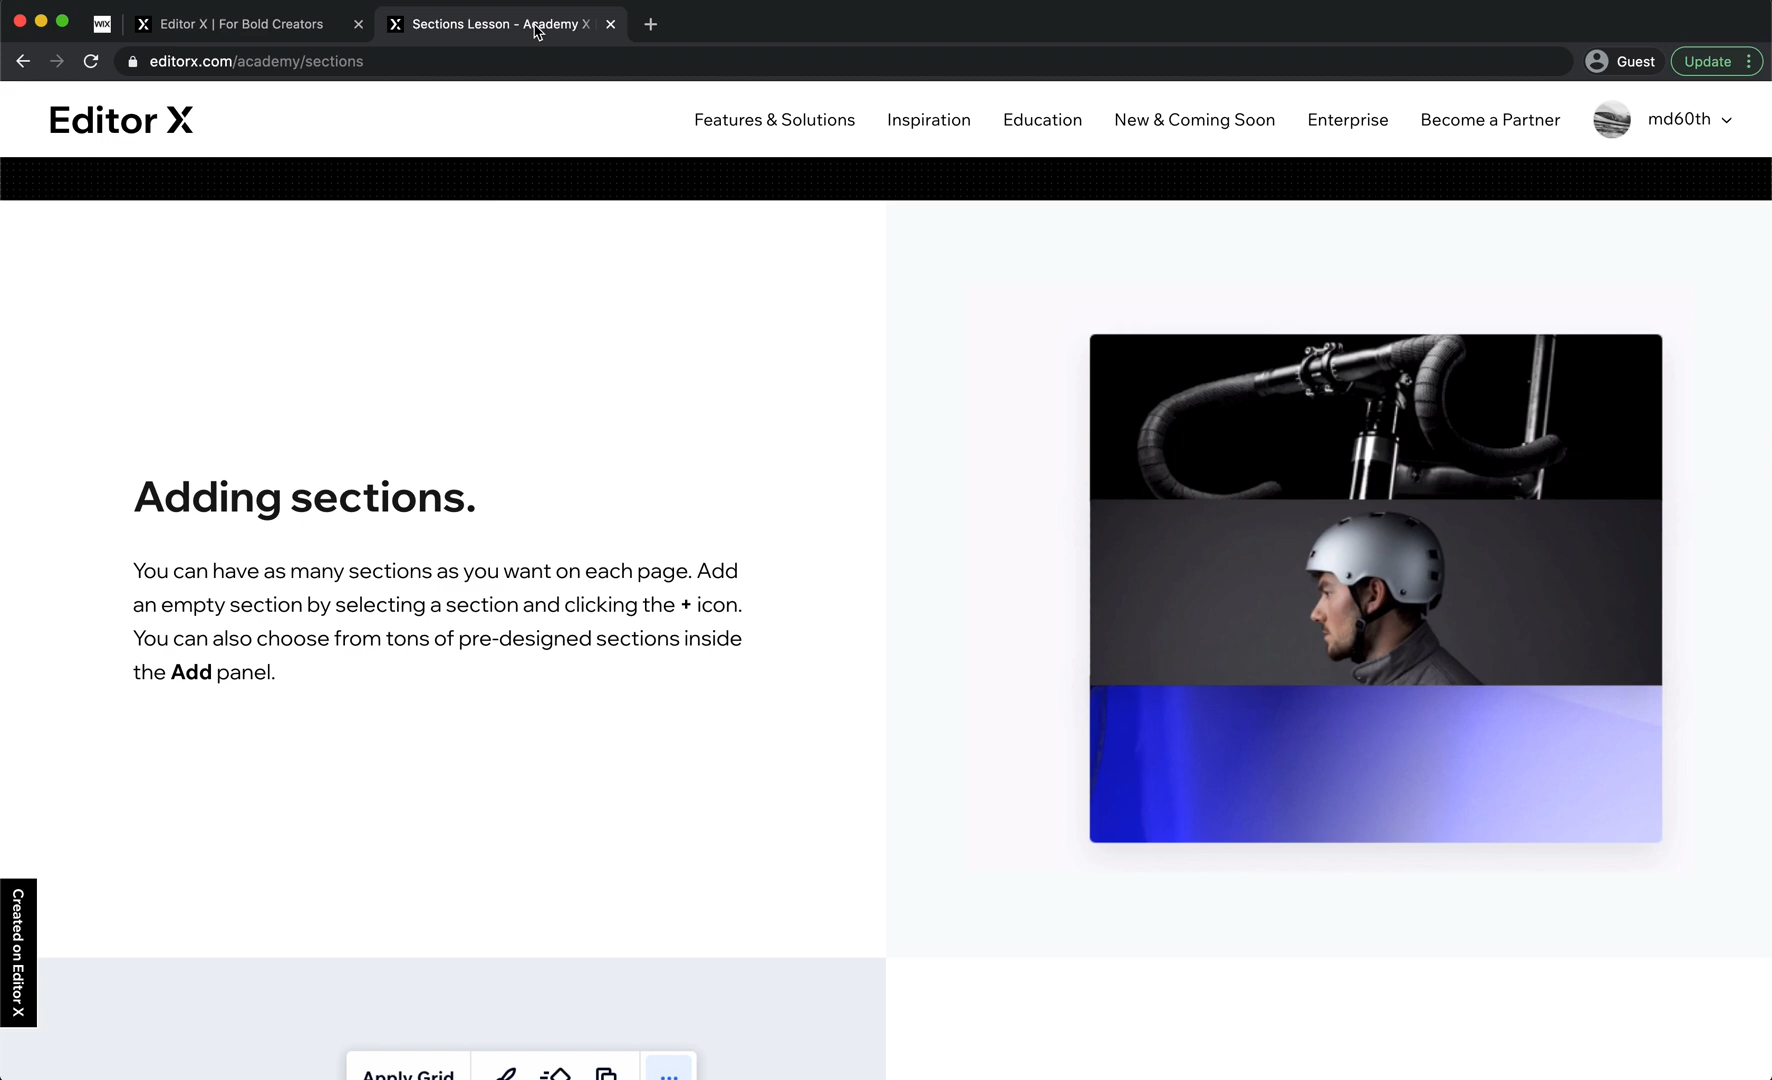 WIX
X Editor X | For Bold Creators
X Sections Lesson - Academy X
editorx.com/academy/sections
Guest
Update
Editor X
Features & Solutions
Inspiration
Education
New & Coming Soon
Enterprise
Become a Partner
md60th
Adding sections.
You can have as many sections as you want on each page. Add
an empty section by selecting a section and clicking the + icon.
You can also choose from tons of pre-designed sections inside
the Add panel.
Created on Editor X
Apply Grid